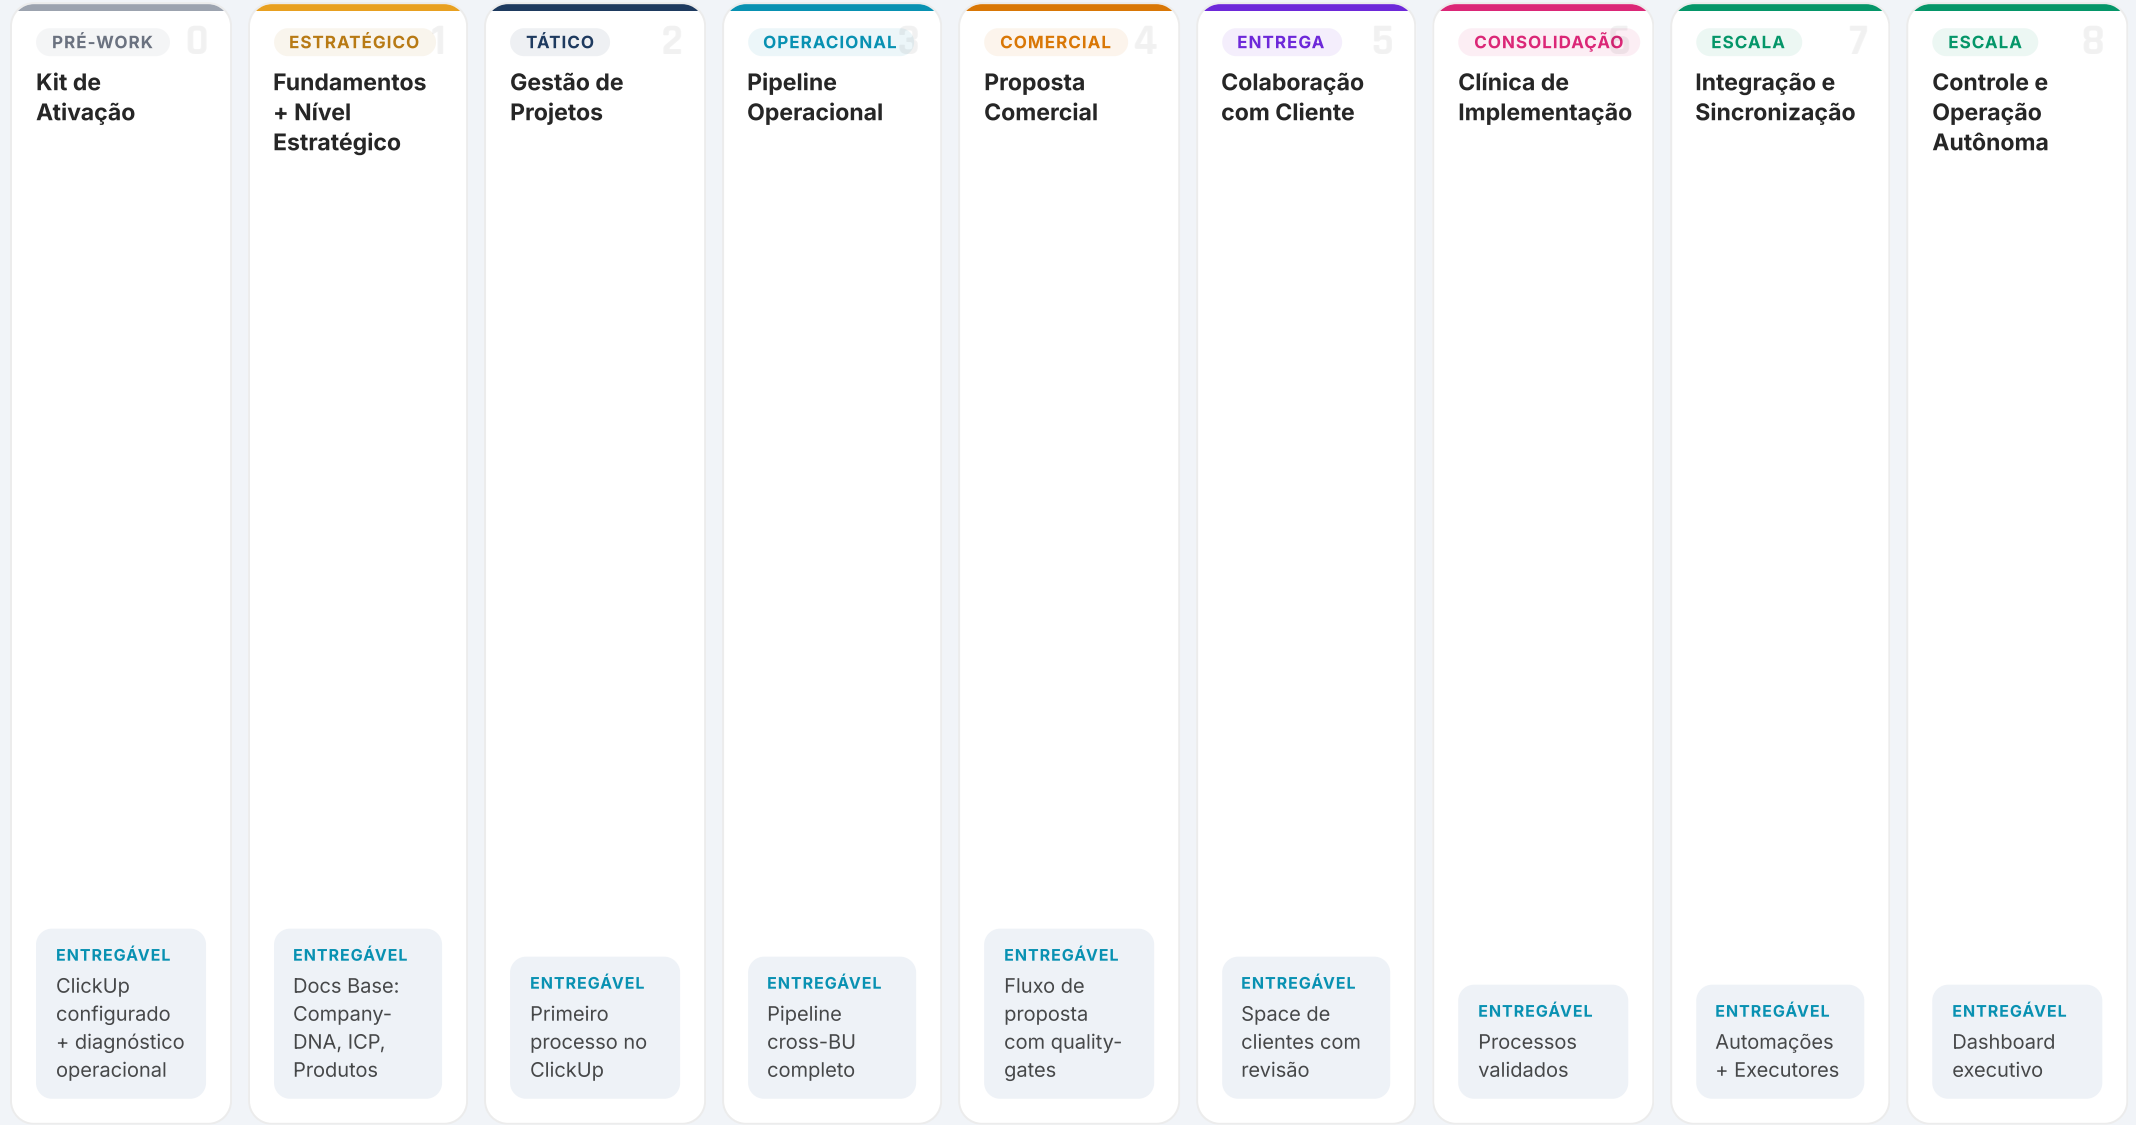 PRÉ-WORK 0
Kit de
Ativação
ENTREGÁVEL
ClickUp
configurado
+ diagnóstico
operacional
ESTRATÉGICO 1
Fundamentos
+ Nível
Estratégico
ENTREGÁVEL
Docs Base:
Company-
DNA, ICP,
Produtos
TÁTICO 2
Gestão de
Projetos
ENTREGÁVEL
Primeiro
processo no
ClickUp
OPERACIONAL 3
Pipeline
Operacional
ENTREGÁVEL
Pipeline
cross-BU
completo
COMERCIAL 4
Proposta
Comercial
ENTREGÁVEL
Fluxo de
proposta
com quality-
gates
ENTREGA 5
Colaboração
com Cliente
ENTREGÁVEL
Space de
clientes com
revisão
CONSOLIDAÇÃO 6
Clínica de
Implementação
ENTREGÁVEL
Processos
validados
ESCALA 7
Integração e
Sincronização
ENTREGÁVEL
Automações
+ Executores
ESCALA 8
Controle e
Operação
Autônoma
ENTREGÁVEL
Dashboard
executivo